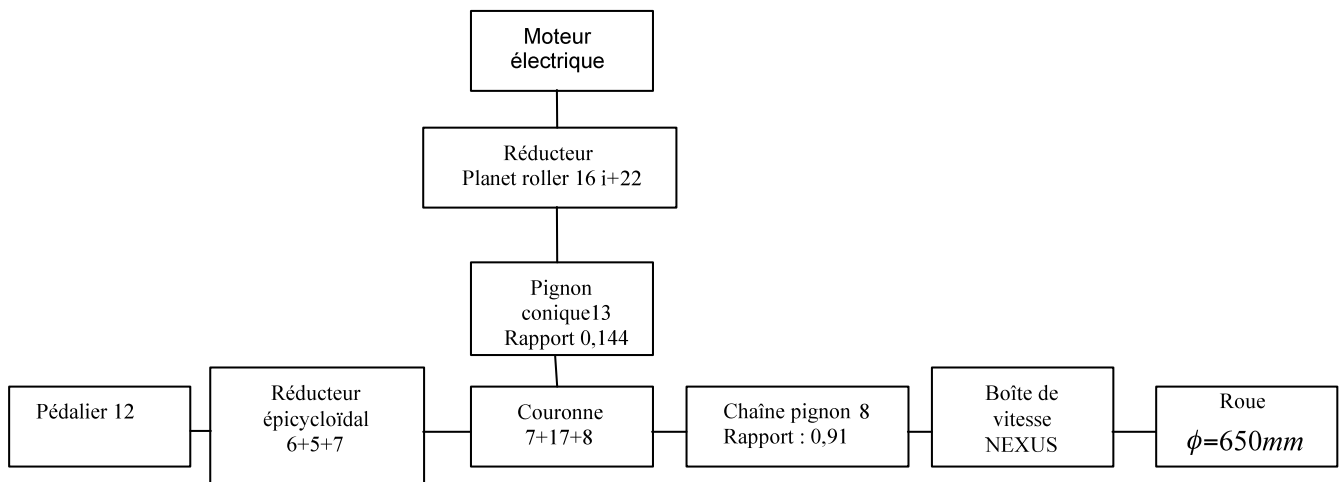 Moteur
électrique
Réducteur
Planet roller 16 i+22
Pignon
conique13
Rapport 0,144
Pédalier 12
Réducteur
épicycloïdal
6+5+7
Couronne
7+17+8
Chaîne pignon 8
Rapport : 0,91
Boîte de
vitesse
NEXUS
Roue
ϕ=650mm